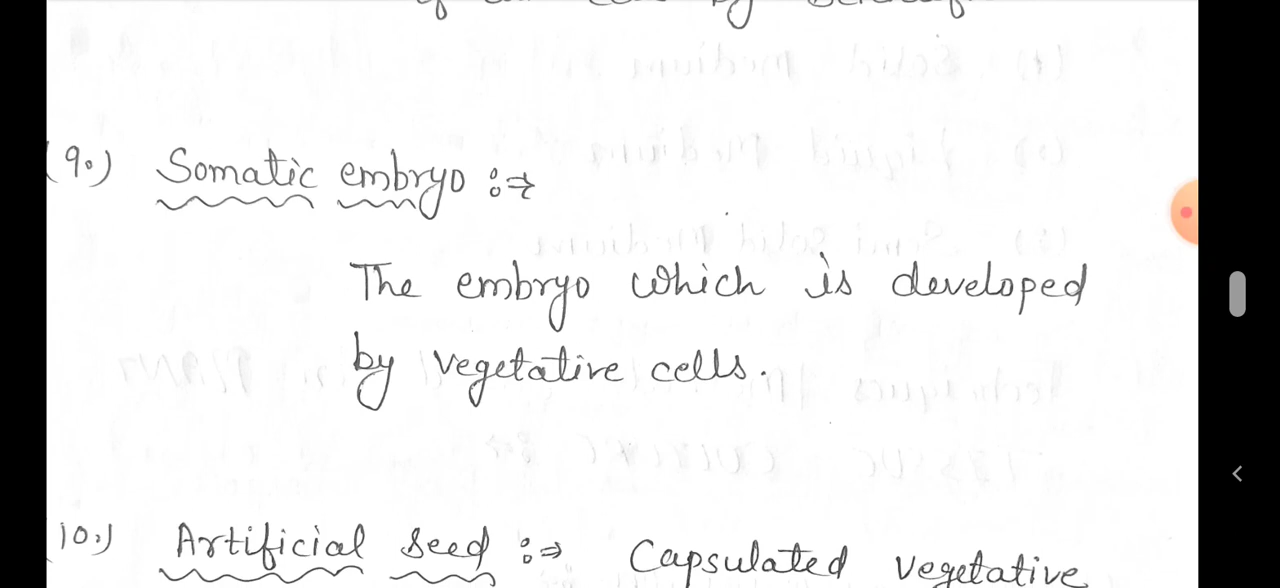 (9.) Somatic embryo :⇒
The embryo which is developed
by vegetative cells.
10.) Artificial seed :⇒ Capsulated vegetative